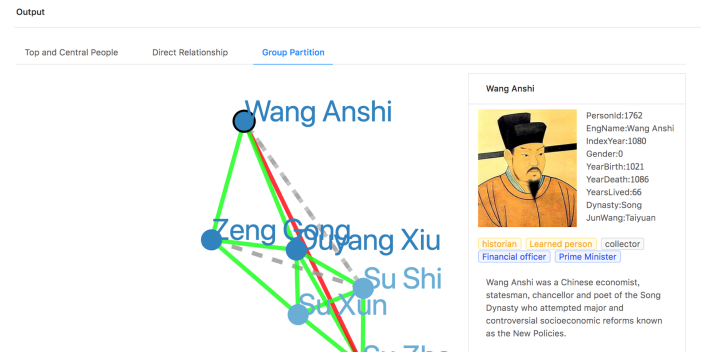 Output
Top and Central People Direct Relationship Group Partition
Wang Anshi
Zeng Gong
Ouyang Xiu
Su Shi
Su Xun
Wang Anshi
PersonId:1762
EngName:Wang Anshi
IndexYear:1080
Gender:0
YearBirth:1021
YearDeath:1086
YearsLived:66
Dynasty:Song
JunWang:Taiyuan
historian Learned person collector
Financial officer Prime Minister
Wang Anshi was a Chinese economist,
statesman, chancellor and poet of the Song
Dynasty who attempted major and
controversial socioeconomic reforms known
as the New Policies.